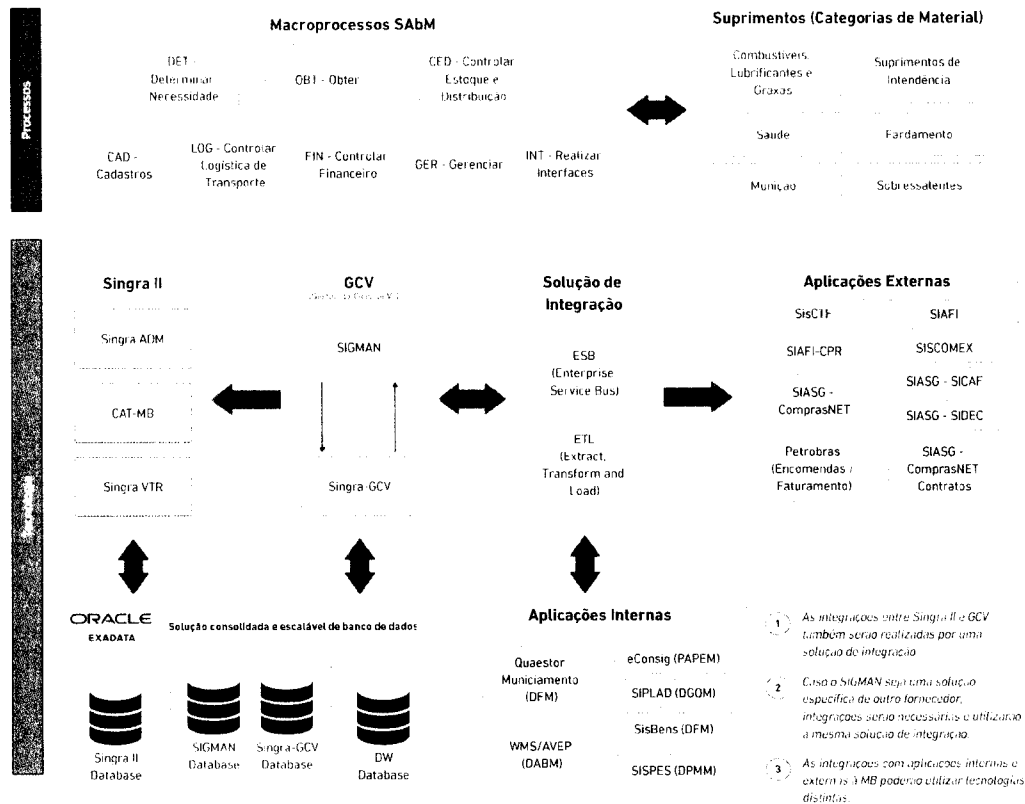 Processos
Macroprocessos SAbM
DET -
Determinar
Necessidade
OBT - Obter
CED - Controlar
Estoque e
Distribuição
CAD -
Cadastros
LOG - Controlar
Logística de
Transporte
FIN - Controlar
Financeiro
GER - Gerenciar
INT - Realizar
Interfaces
Suprimentos (Categorias de Material)
Combustíveis,
Lubrificantes e
Graxas
Suprimentos de
Intendência
Saúde
Fardamento
Munição
Sobressalentes
Singra II
Singra ADM
CAT-MB
Singra VTR
GCV
SIGMAN
Singra-GCV
Solução de
Integração
ESB
(Enterprise
Service Bus)
ETL
(Extract,
Transform and
Load)
Aplicações Externas
SisCTF
SIAFI
SIAFI-CPR
SISCOMEX
SIASG -
ComprasNET
SIASG - SICAF
SIASG - SIDEC
Petrobras
(Encomendas /
Faturamento)
SIASG -
ComprasNET
Contratos
ORACLE
EXADATA
Solução consolidada e escalável de banco de dados
Singra II
Database
SIGMAN
Database
Singra-GCV
Database
DW
Database
Aplicações Internas
Quaestor
Municiamento
(DFM)
eConsig (PAPEM)
SIPLAD (DGOM)
SisBens (DFM)
WMS/AVEP
(DABM)
SISPES (DPMM)
1 As integrações entre Singra II e GCV
também serão realizadas por uma
solução de integração
2 Caso o SIGMAN seja uma solução
específica de outro fornecedor,
integrações serão necessárias e utilizarão
a mesma solução de integração.
3 As integrações com aplicações internas e
externas à MB poderão utilizar tecnologias
distintas.